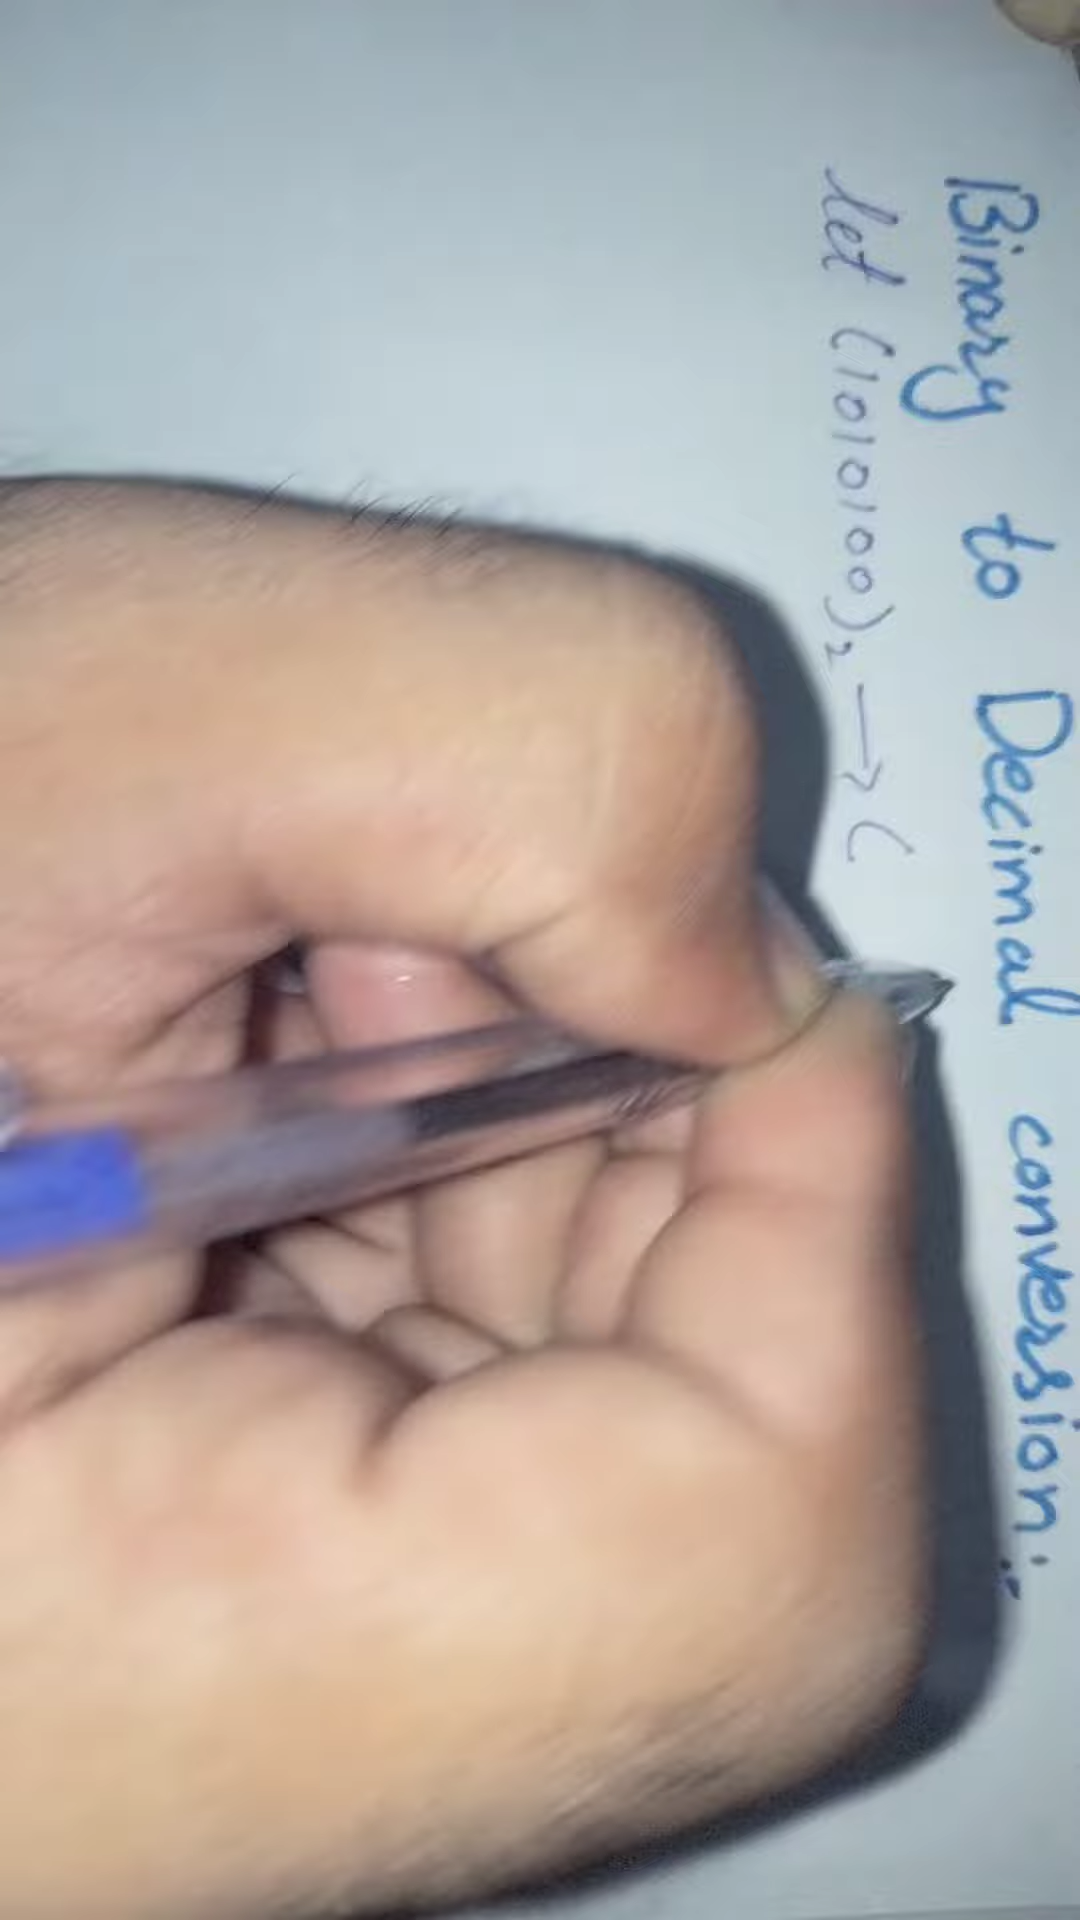 Binary to Decimal conversion:
let (1010100)₂ → (